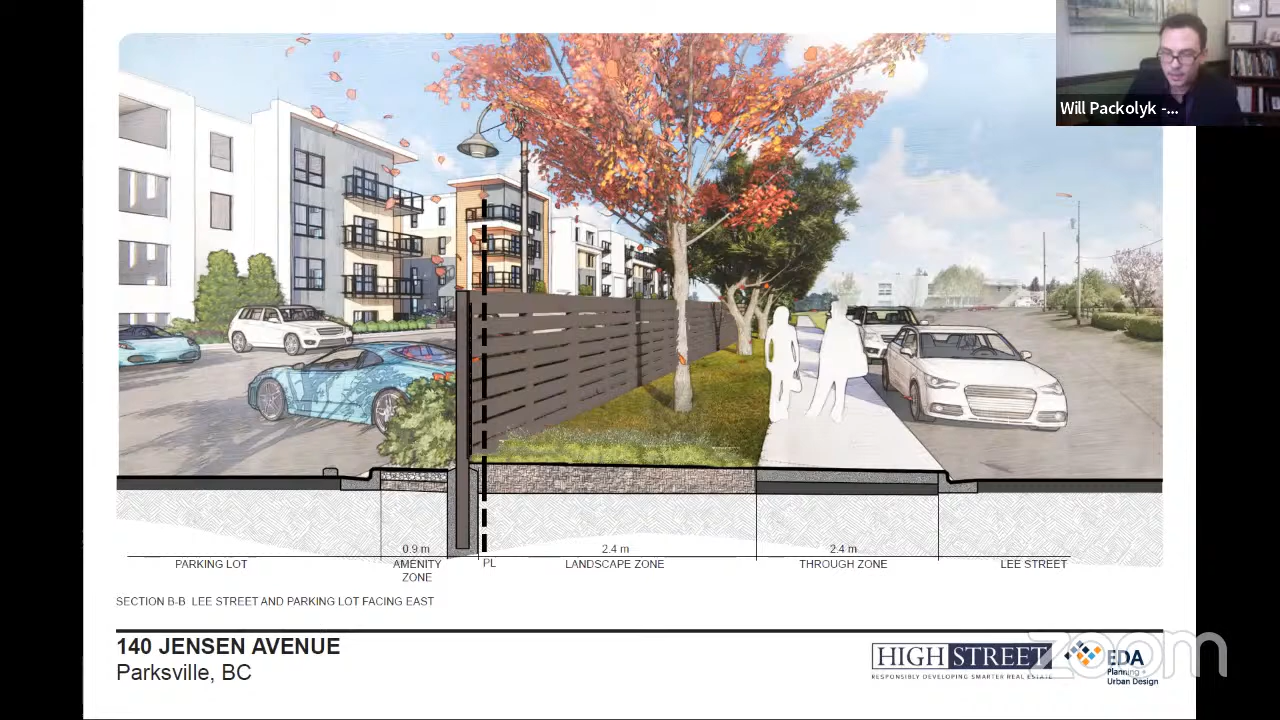 Will Packolyk -...
0.9 m
2.4 m
2.4 m
PARKING LOT
AMENITY
ZONE
PL
LANDSCAPE ZONE
THROUGH ZONE
LEE STREET
SECTION B-B LEE STREET AND PARKING LOT FACING EAST
140 JENSEN AVENUE
Parksville, BC
HIGH STREET
RESPONSIBLY DEVELOPING SMARTER REAL ESTATE
EDA
Planning +
Urban Design
zoom